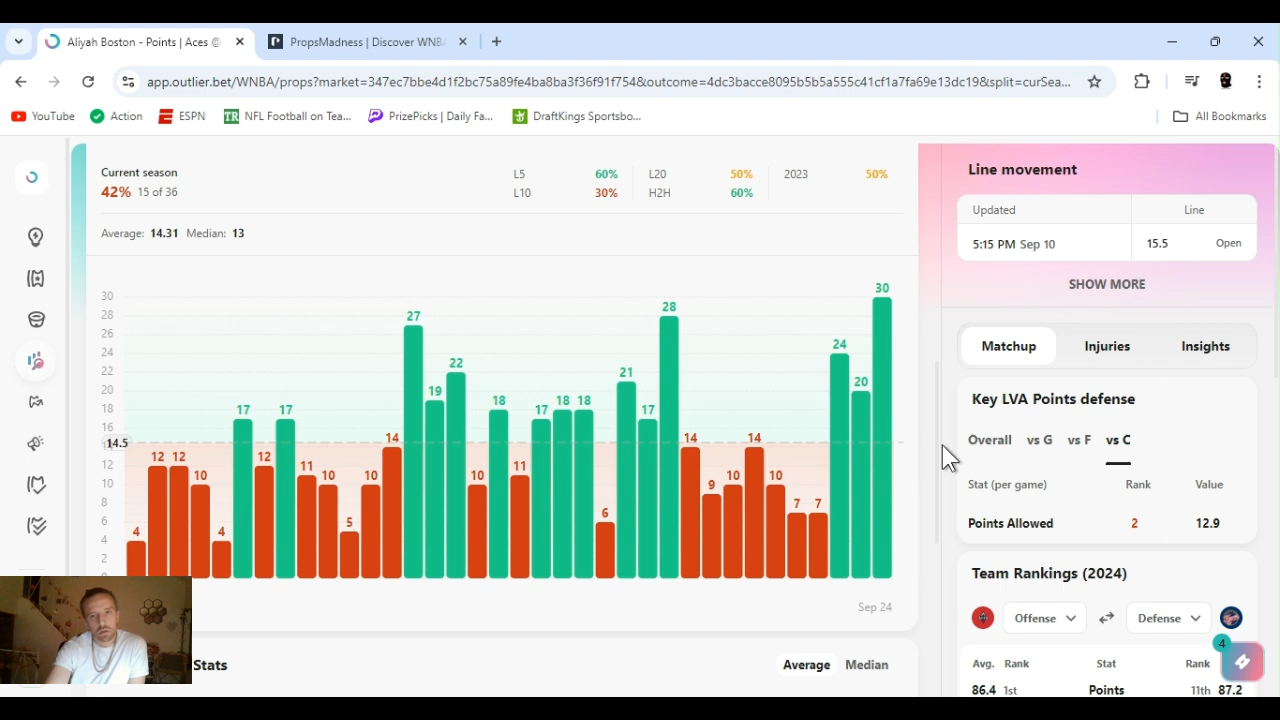 Aliyah Boston - Points | Aces @
PropsMadness | Discover WNB
app.outlier.bet/WNBA/props?market=347ec7bbe4d1f2bc75a89fe4ba8ba3f36f91f754&outcome=4dc3bacce8095b5b5a555c41cf1a7fa69e13dc19&split=curSea...
YouTube Action ESPN NFL Football on Tea... PrizePicks | Daily Fa... DraftKings Sportsbo... All Bookmarks
Current season
42% 15 of 36
L5 60% L20 50% 2023 50%
L10 30% H2H 60%
Average: 14.31 Median: 13
30
28
26
24
22
20
18
16
14.5
12
10
8
6
4
2
0
4 12 12 10 4 17 12 17 11 10 5 10 14 27 19 22 10 18 11 17 18 18 6 21 17 28 14 9 10 14 10 7 7 24 20 30
Sep 24
Stats
Average Median
Line movement
Updated Line
5:15 PM Sep 10 15.5 Open
SHOW MORE
Matchup Injuries Insights
Key LVA Points defense
Overall vs G vs F vs C
Stat (per game) Rank Value
Points Allowed 2 12.9
Team Rankings (2024)
Offense Defense
4
Avg. Rank Stat Rank
86.4 1st Points 11th 87.2